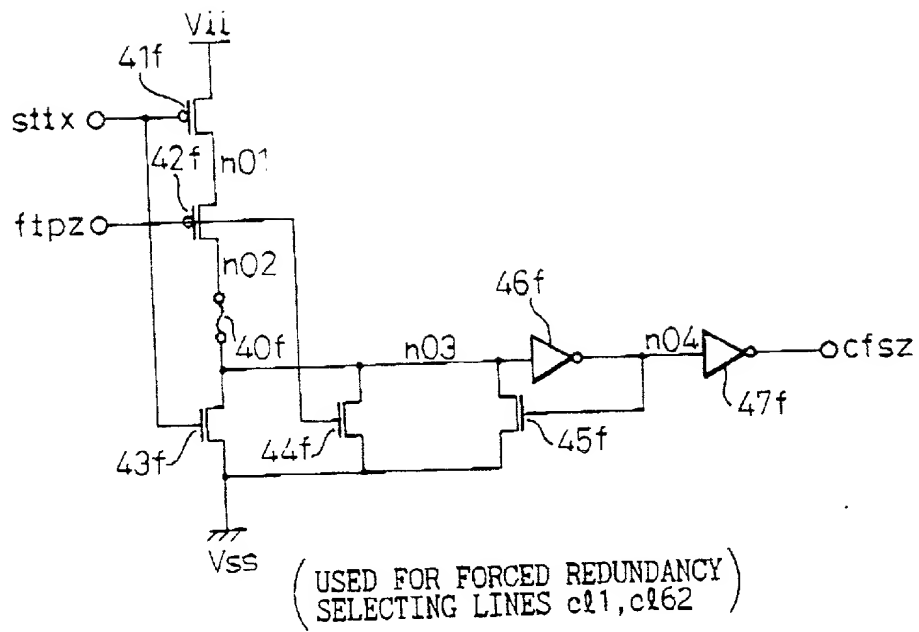 Vii
41f
sttx
42f
n01
ftpz
n02
46f
40f
n03
n04
cfsz
47f
43f
44f
45f
Vss
(USED FOR FORCED REDUNDANCY
SELECTING LINES cℓ1,cℓ62)